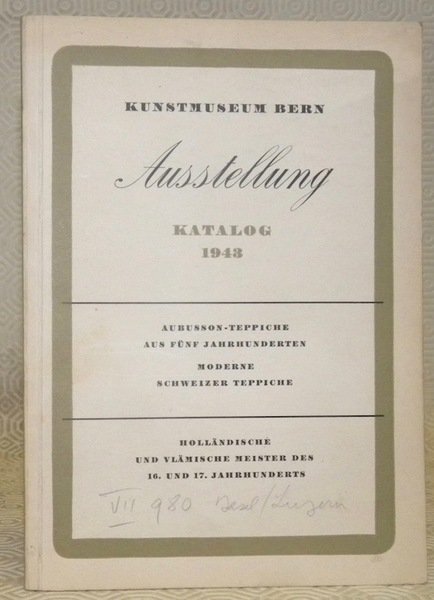 KUNSTMUSEUM BERN
Ausstellung
KATALOG
1943
AUBUSSON-TEPPICHE
AUS FÜNF JAHRHUNDERTEN
MODERNE
SCHWEIZER TEPPICHE
HOLLÄNDISCHE
UND VLÄMISCHE MEISTER DES
16. UND 17. JAHRHUNDERTS
VII 980 /Luzern